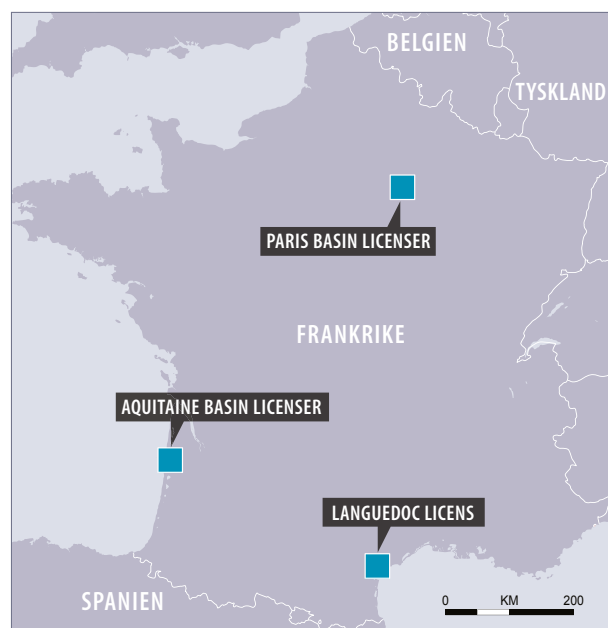 BELGIEN
TYSKLAND
PARIS BASIN LICENSER
FRANKRIKE
AQUITAINE BASIN LICENSER
LANGUEDOC LICENS
SPANIEN
0 KM 200